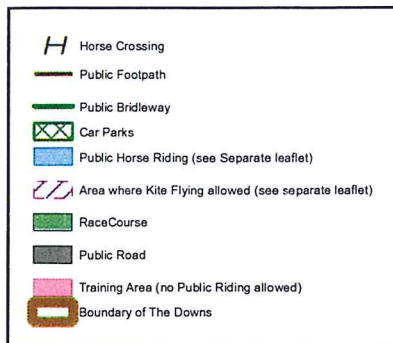 Horse Crossing
Public Footpath
Public Bridleway
Car Parks
Public Horse Riding (see Separate leaflet)
Area where Kite Flying allowed (see separate leaflet)
RaceCourse
Public Road
Training Area (no Public Riding allowed)
Boundary of The Downs